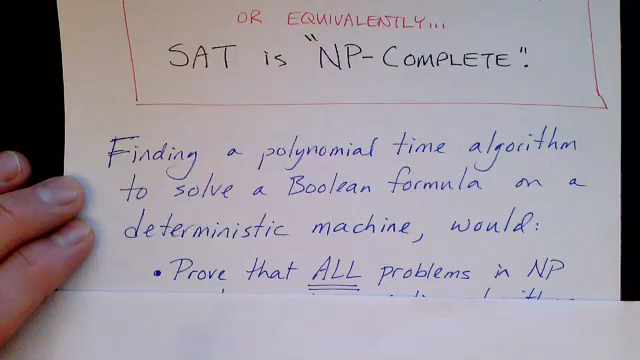 OR EQUIVALENTLY...
SAT is "NP-COMPLETE".
Finding a polynomial time algorithm
to solve a Boolean formula on a
deterministic machine, would:
• Prove that ALL problems in NP